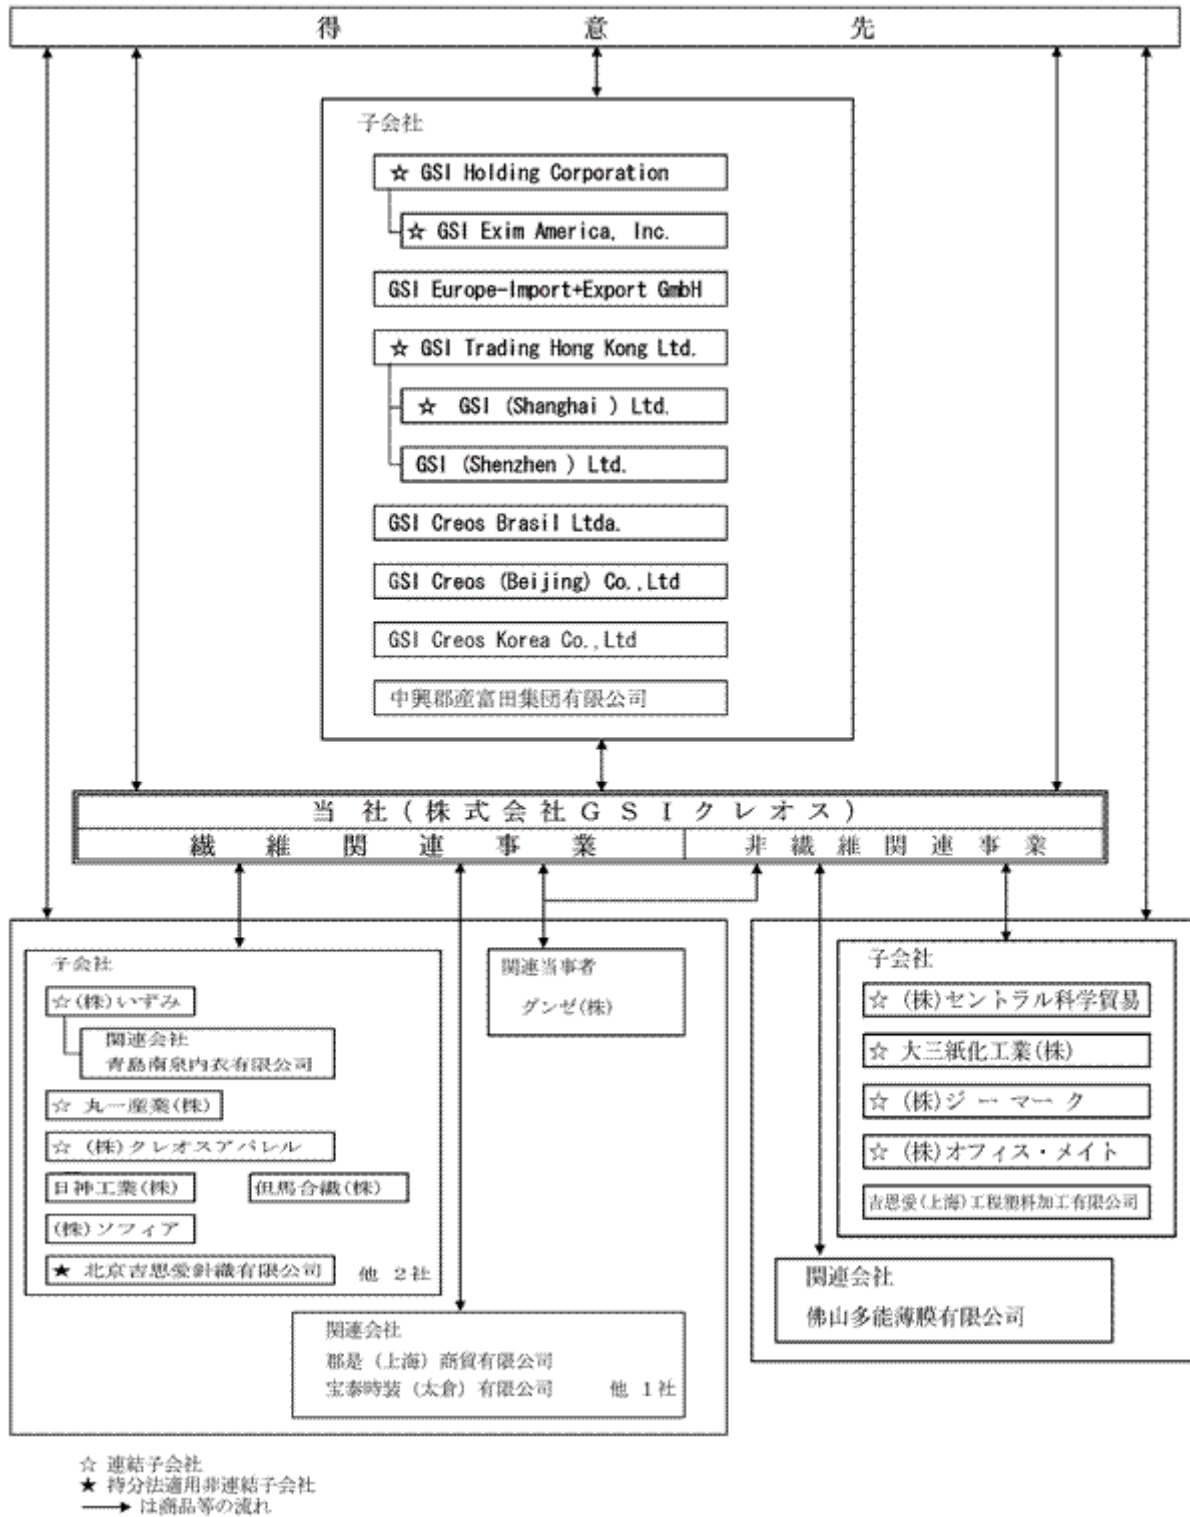 得意先
子会社
☆ GSI Holding Corporation
☆ GSI Exim America, Inc.
GSI Europe-Import+Export GmbH
☆ GSI Trading Hong Kong Ltd.
☆ GSI (Shanghai ) Ltd.
GSI (Shenzhen ) Ltd.
GSI Creos Brasil Ltda.
GSI Creos (Beijing) Co.,Ltd
GSI Creos Korea Co.,Ltd
中興郡産富田集団有限公司
当社(株式会社GSIクレオス)
繊維関連事業
非繊維関連事業
子会社
☆(株)いずみ
関連会社
青島南泉内衣有限公司
☆ 丸一産業(株)
☆ (株)クレオスアパレル
日神工業(株)
但馬合繊(株)
(株)ソフィア
★ 北京吉思愛針織有限公司
他 2社
関連当事者
グンゼ(株)
関連会社
郡是（上海）商貿有限公司
宝泰時装（太倉）有限公司 他 1社
子会社
☆ (株)セントラル科学貿易
☆ 大三紙化工業(株)
☆ (株)ジーマーク
☆ (株)オフィス・メイト
吉思愛(上海)工程塑料加工有限公司
関連会社
佛山多能薄膜有限公司
☆ 連結子会社
★ 持分法適用非連結子会社
は商品等の流れ